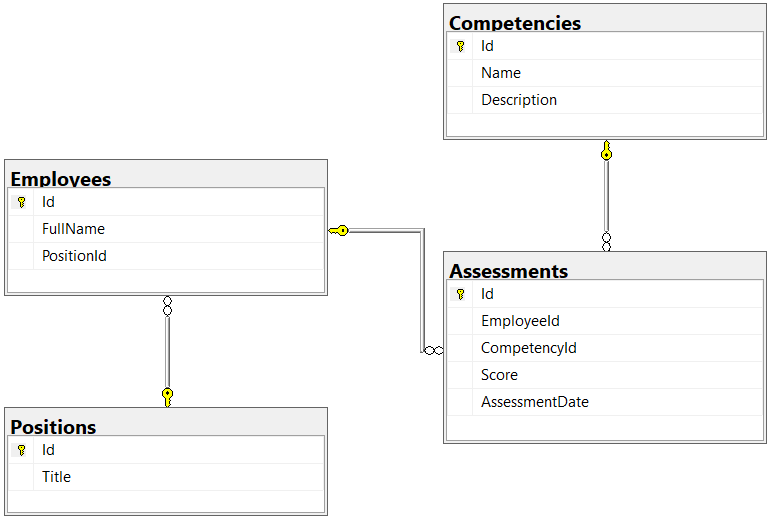 Competencies
Id
Name
Description
Employees
Id
FullName
PositionId
Assessments
Id
EmployeeId
CompetencyId
Score
AssessmentDate
Positions
Id
Title